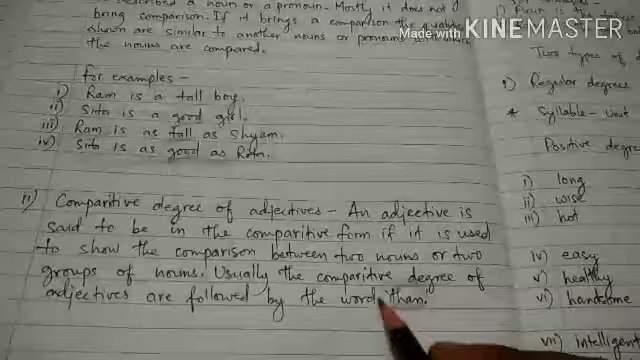 described a noun or a pronoun. Mostly it does not
bring comparison. If it brings a comparison the
shown are similar to another nouns or pronouns
the nouns are compared.
for examples -
i) Ram is a tall boy.
ii) Sita is a good girl.
iii) Ram is as tall as Shyam.
iv) Sita is as good as Rita.
ii) Comparitive degree of adjectives - An adjective is
said to be in the comparitive form if it is used
to show the comparison between two nouns or two
groups of nouns. Usually the comparitive degree of
adjectives are followed by the word "than."
Made with KINEMASTER
Two types of
1) Regular degrees
* Syllable - unit
Positive degre
i) long
ii) wise
iii) hot
iv) easy
v) healthy
vi) handsome
vii) intelligent